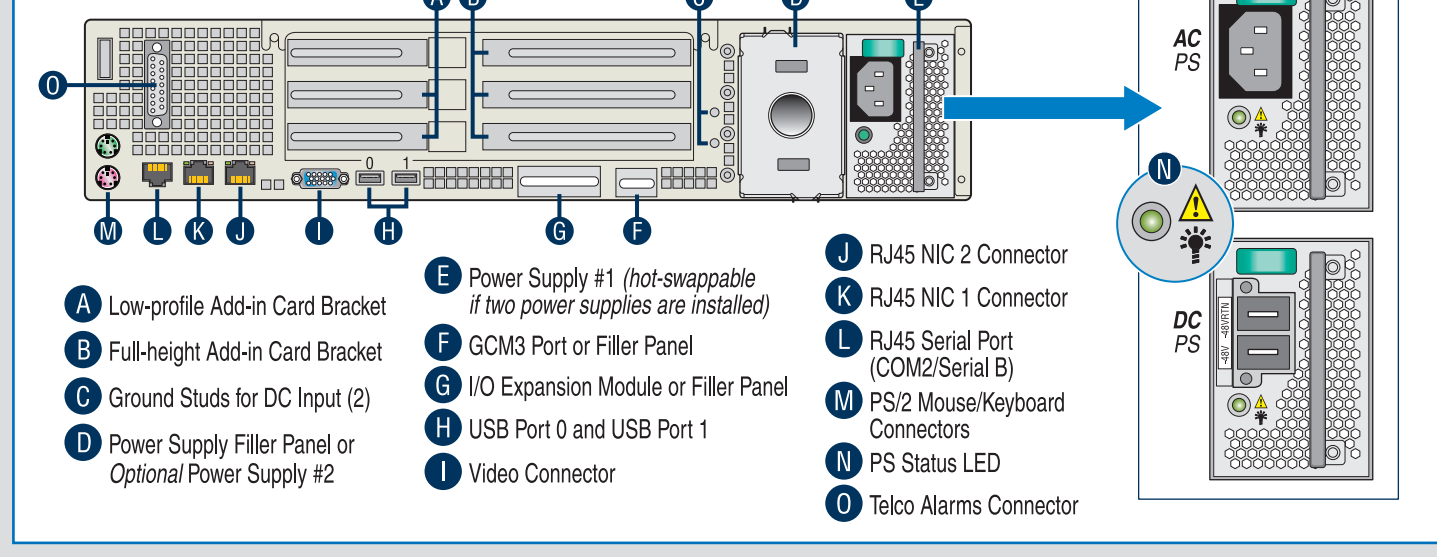 A B C D E
O
0 1
M L K J I H G F
A Low-profile Add-in Card Bracket
B Full-height Add-in Card Bracket
C Ground Studs for DC Input (2)
D Power Supply Filler Panel or
Optional Power Supply #2
E Power Supply #1 (hot-swappable
if two power supplies are installed)
F GCM3 Port or Filler Panel
G I/O Expansion Module or Filler Panel
H USB Port 0 and USB Port 1
I Video Connector
J RJ45 NIC 2 Connector
K RJ45 NIC 1 Connector
L RJ45 Serial Port
(COM2/Serial B)
M PS/2 Mouse/Keyboard
Connectors
N PS Status LED
O Telco Alarms Connector
AC
PS
N
DC
PS
-48V -48VRTN